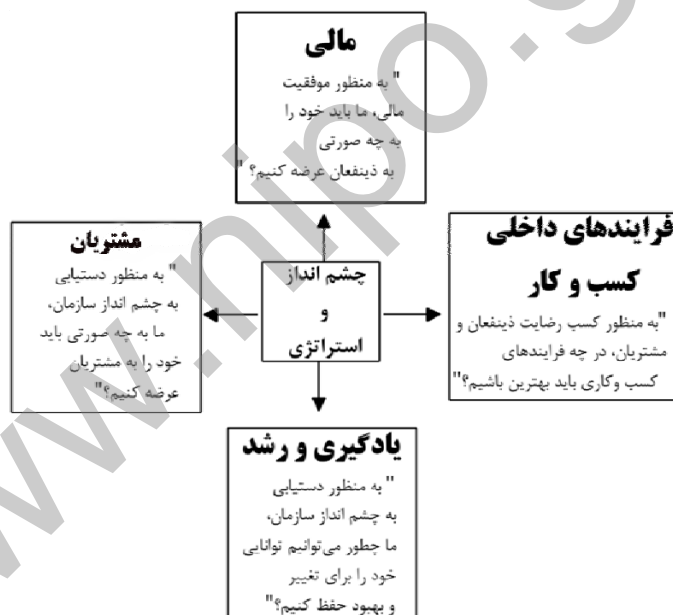 مالی
" به منظور موفقیت
مالی، ما باید خود را
به چه صورتی
به ذینفعان عرضه کنیم؟ "
مشتریان
" به منظور دستیابی
به چشم انداز سازمان،
ما به چه صورتی باید
خود را به مشتریان
عرضه کنیم؟"
چشم انداز
و
استراتژی
فرایندهای داخلی
کسب و کار
"به منظور کسب رضایت ذینفعان و
مشتریان، در چه فرایندهای
کسب وکاری باید بهترین باشیم؟"
یادگیری و رشد
" به منظور دستیابی
به چشم انداز سازمان،
ما چطور می‌توانیم توانایی
خود را برای تغییر
و بهبود حفظ کنیم؟"
www.nipo.g